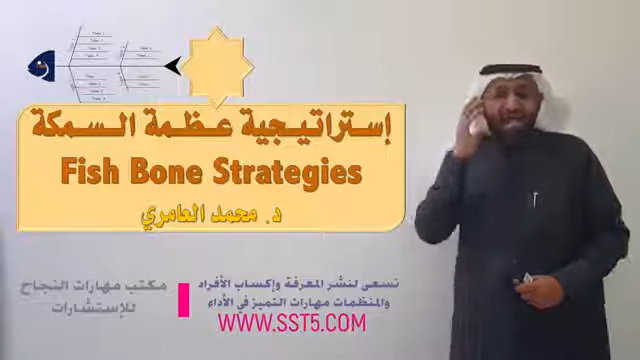 إستراتيجية عظمة السمكة
Fish Bone Strategies
د. محمد العامري
نسعى لنشر المعرفة وإكساب الأفراد
والمنظمات مهارات التميز في الأداء
مكتب مهارات النجاح
للإستشارات
WWW.SST5.COM